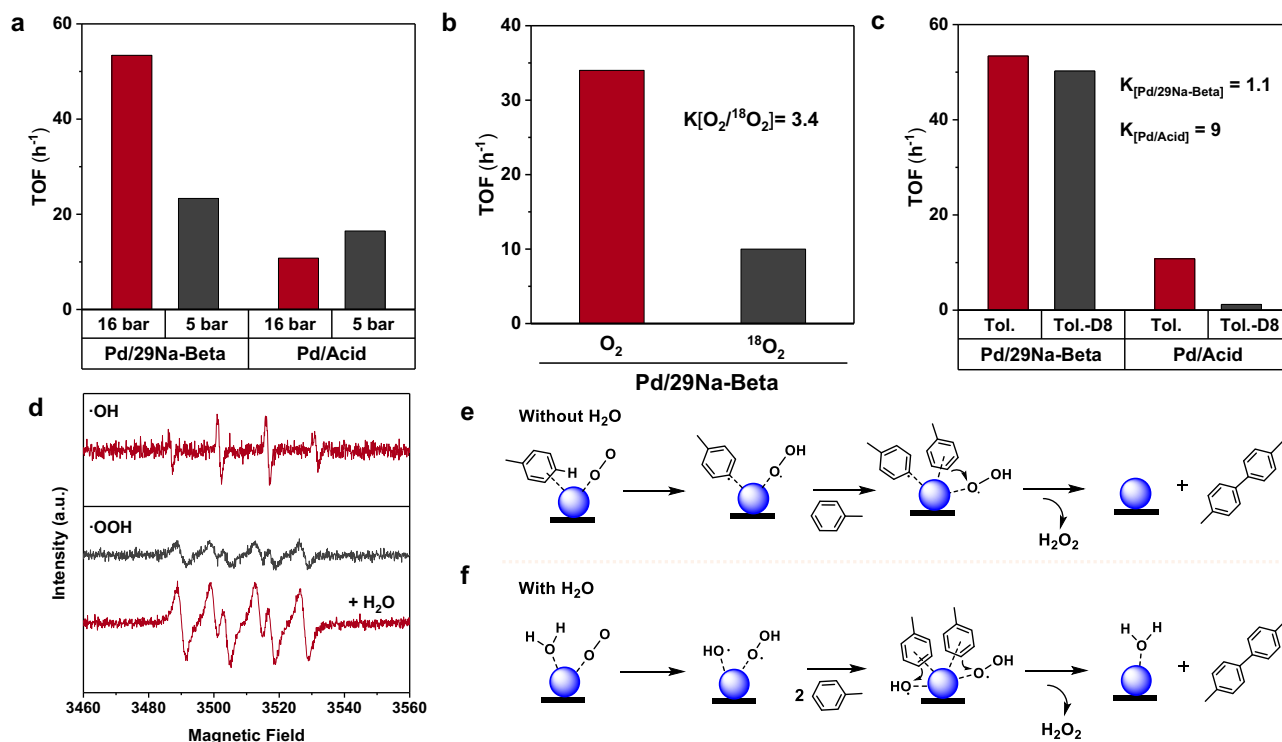 a
TOF (h⁻¹)
60
40
20
0
16 bar 5 bar 16 bar 5 bar
Pd/29Na-Beta Pd/Acid
b
TOF (h⁻¹)
40
30
20
10
0
K[O₂/¹⁸O₂]= 3.4
O₂ ¹⁸O₂
Pd/29Na-Beta
c
TOF (h⁻¹)
60
40
20
0
K[Pd/29Na-Beta] = 1.1
K[Pd/Acid] = 9
Tol. Tol.-D8 Tol. Tol.-D8
Pd/29Na-Beta Pd/Acid
d
Intensity (a.u.)
·OH
·OOH
+ H₂O
3460 3480 3500 3520 3540 3560
Magnetic Field
e
Without H₂O
H O O
O OH
O OH
H₂O₂
+
f
With H₂O
H H O O O
HO· O OH
2
HO O OH
H₂O₂
H H O
+